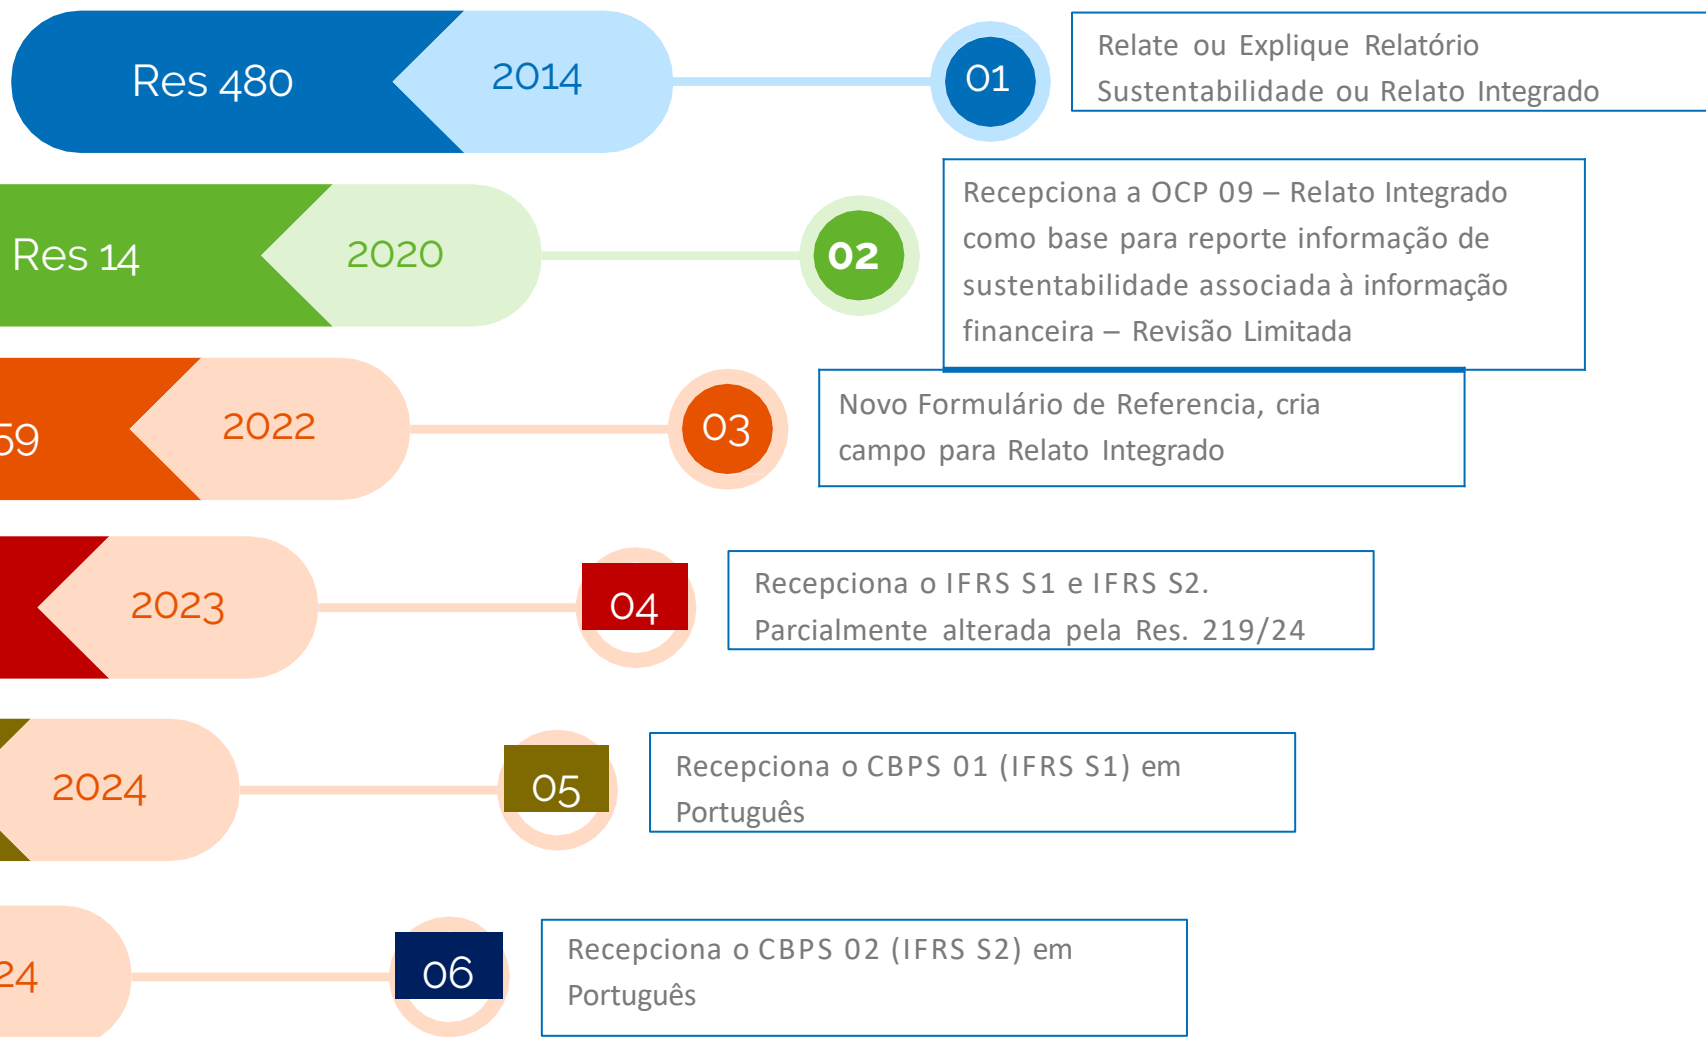 Res 480
2014
01
Relate ou Explique Relatório
Sustentabilidade ou Relato Integrado
Res 14
2020
02
Recepciona a OCP 09 – Relato Integrado
como base para reporte informação de
sustentabilidade associada à informação
financeira – Revisão Limitada
59
2022
03
Novo Formulário de Referencia, cria
campo para Relato Integrado
2023
04
Recepciona o IFRS S1 e IFRS S2.
Parcialmente alterada pela Res. 219/24
2024
05
Recepciona o CBPS 01 (IFRS S1) em
Português
24
06
Recepciona o CBPS 02 (IFRS S2) em
Português